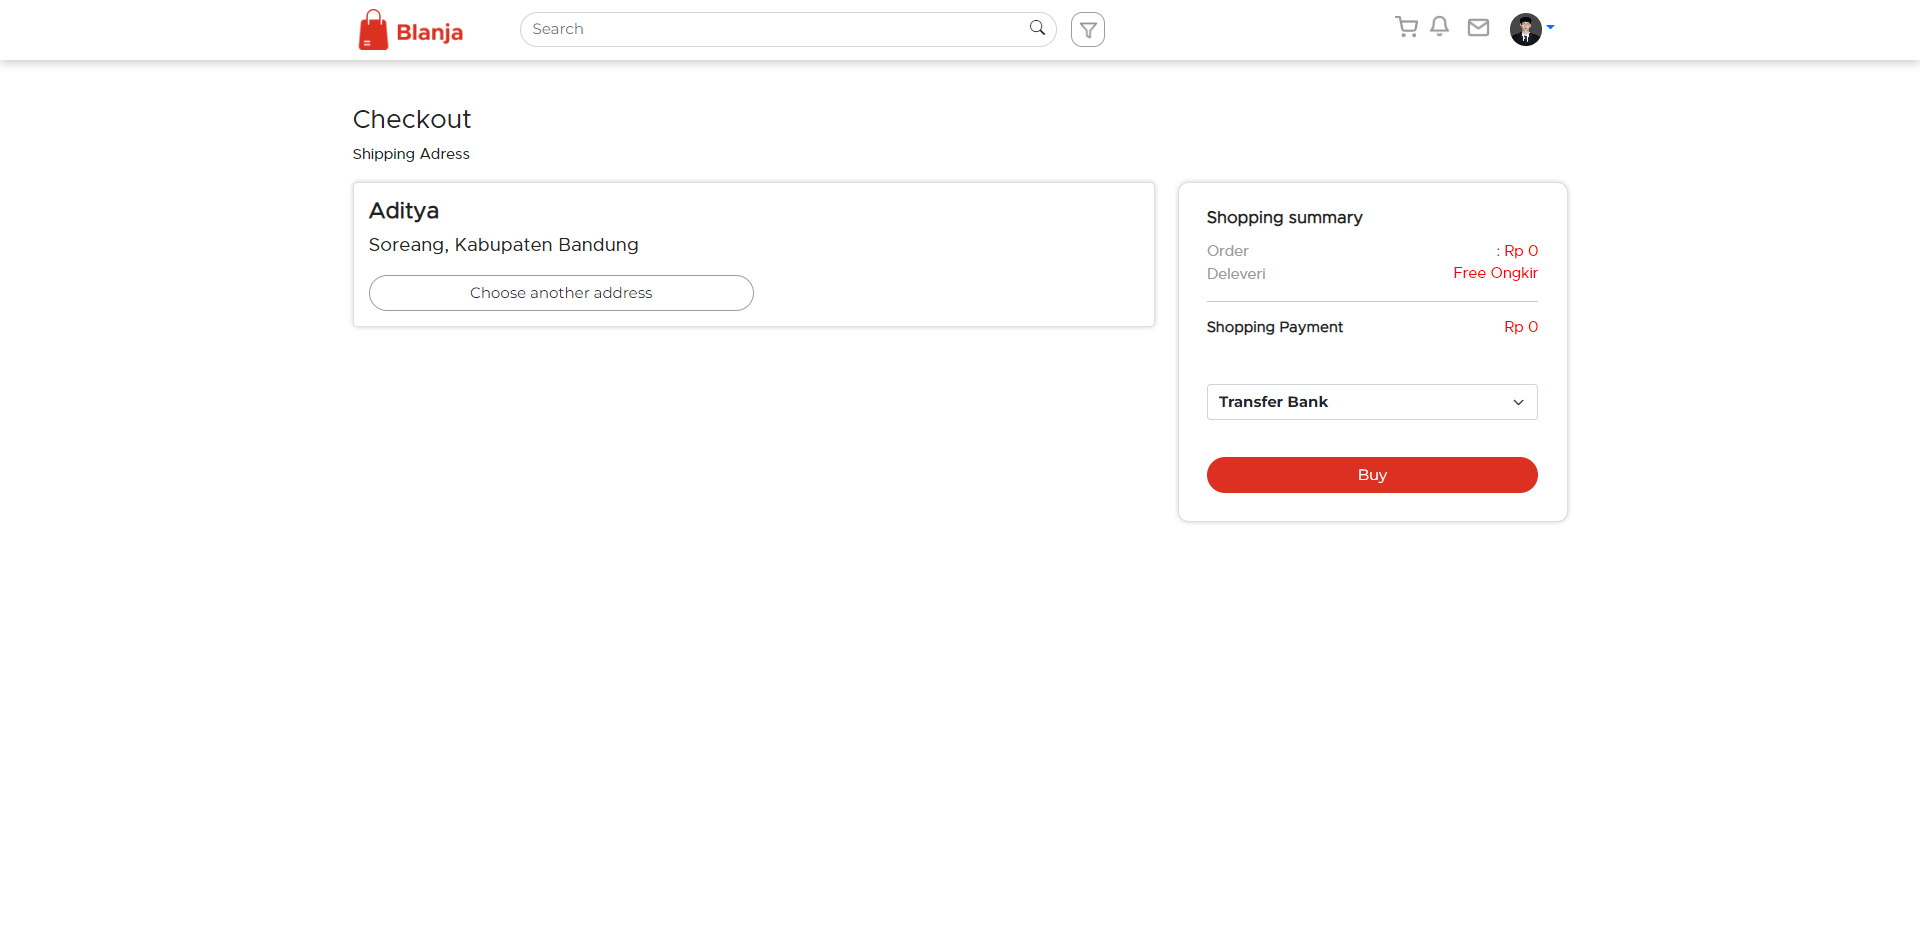 Blanja
Search
Checkout
Shipping Adress
Aditya
Soreang, Kabupaten Bandung
Choose another address
Shopping summary
Order : Rp 0
Deleveri Free Ongkir
Shopping Payment Rp 0
Transfer Bank
Buy